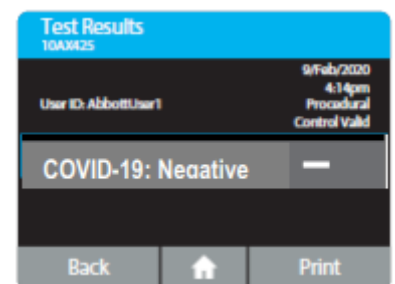 Test Results
10AX425
9/Feb/2020
4:14pm
User ID: AbbottUser1
Procedural
Control Valid
COVID-19: Negative
Back
Print